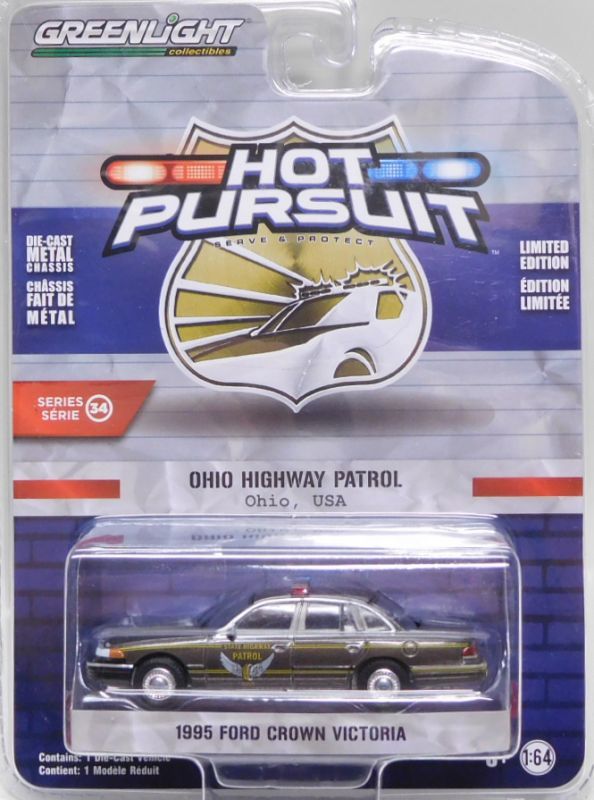 GREENLIGHT
collectibles
HOT
PURSUIT
SERVE & PROTECT
™
DIE-CAST
METAL
CHASSIS
CHÂSSIS
FAIT DE
MÉTAL
LIMITED
EDITION
ÉDITION
LIMITÉE
SERIES
SÉRIE
34
OHIO HIGHWAY PATROL
Ohio, USA
STATE HIGHWAY
PATROL
1995 FORD CROWN VICTORIA
Contains: 1 Die-Cast Vehicle
Contient: 1 Modèle Réduit
1:64